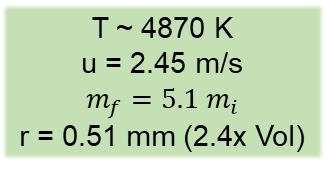 T ~ 4870 K
u = 2.45 m/s
m_f = 5.1 m_i
r = 0.51 mm (2.4x Vol)